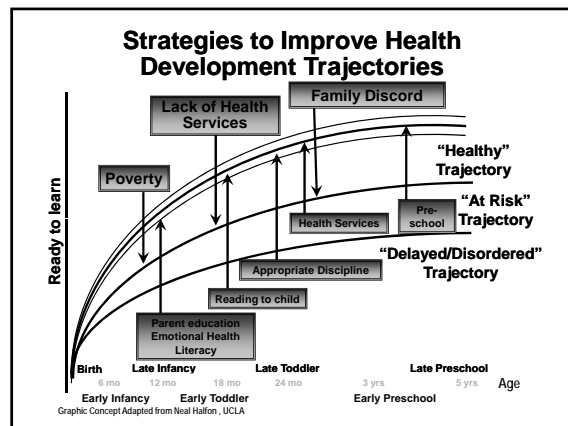 Strategies to Improve Health
Development Trajectories
Family Discord
Lack of Health
Services
Poverty
"Healthy"
Trajectory
"At Risk"
Trajectory
"Delayed/Disordered"
Trajectory
Ready to learn
Pre-
school
Health Services
Appropriate Discipline
Reading to child
Parent education
Emotional Health
Literacy
Birth
Late Infancy
Late Toddler
Late Preschool
6 mo
12 mo
18 mo
24 mo
3 yrs
5 yrs
Age
Early Infancy
Early Toddler
Early Preschool
Graphic Concept Adapted from Neal Halfon , UCLA